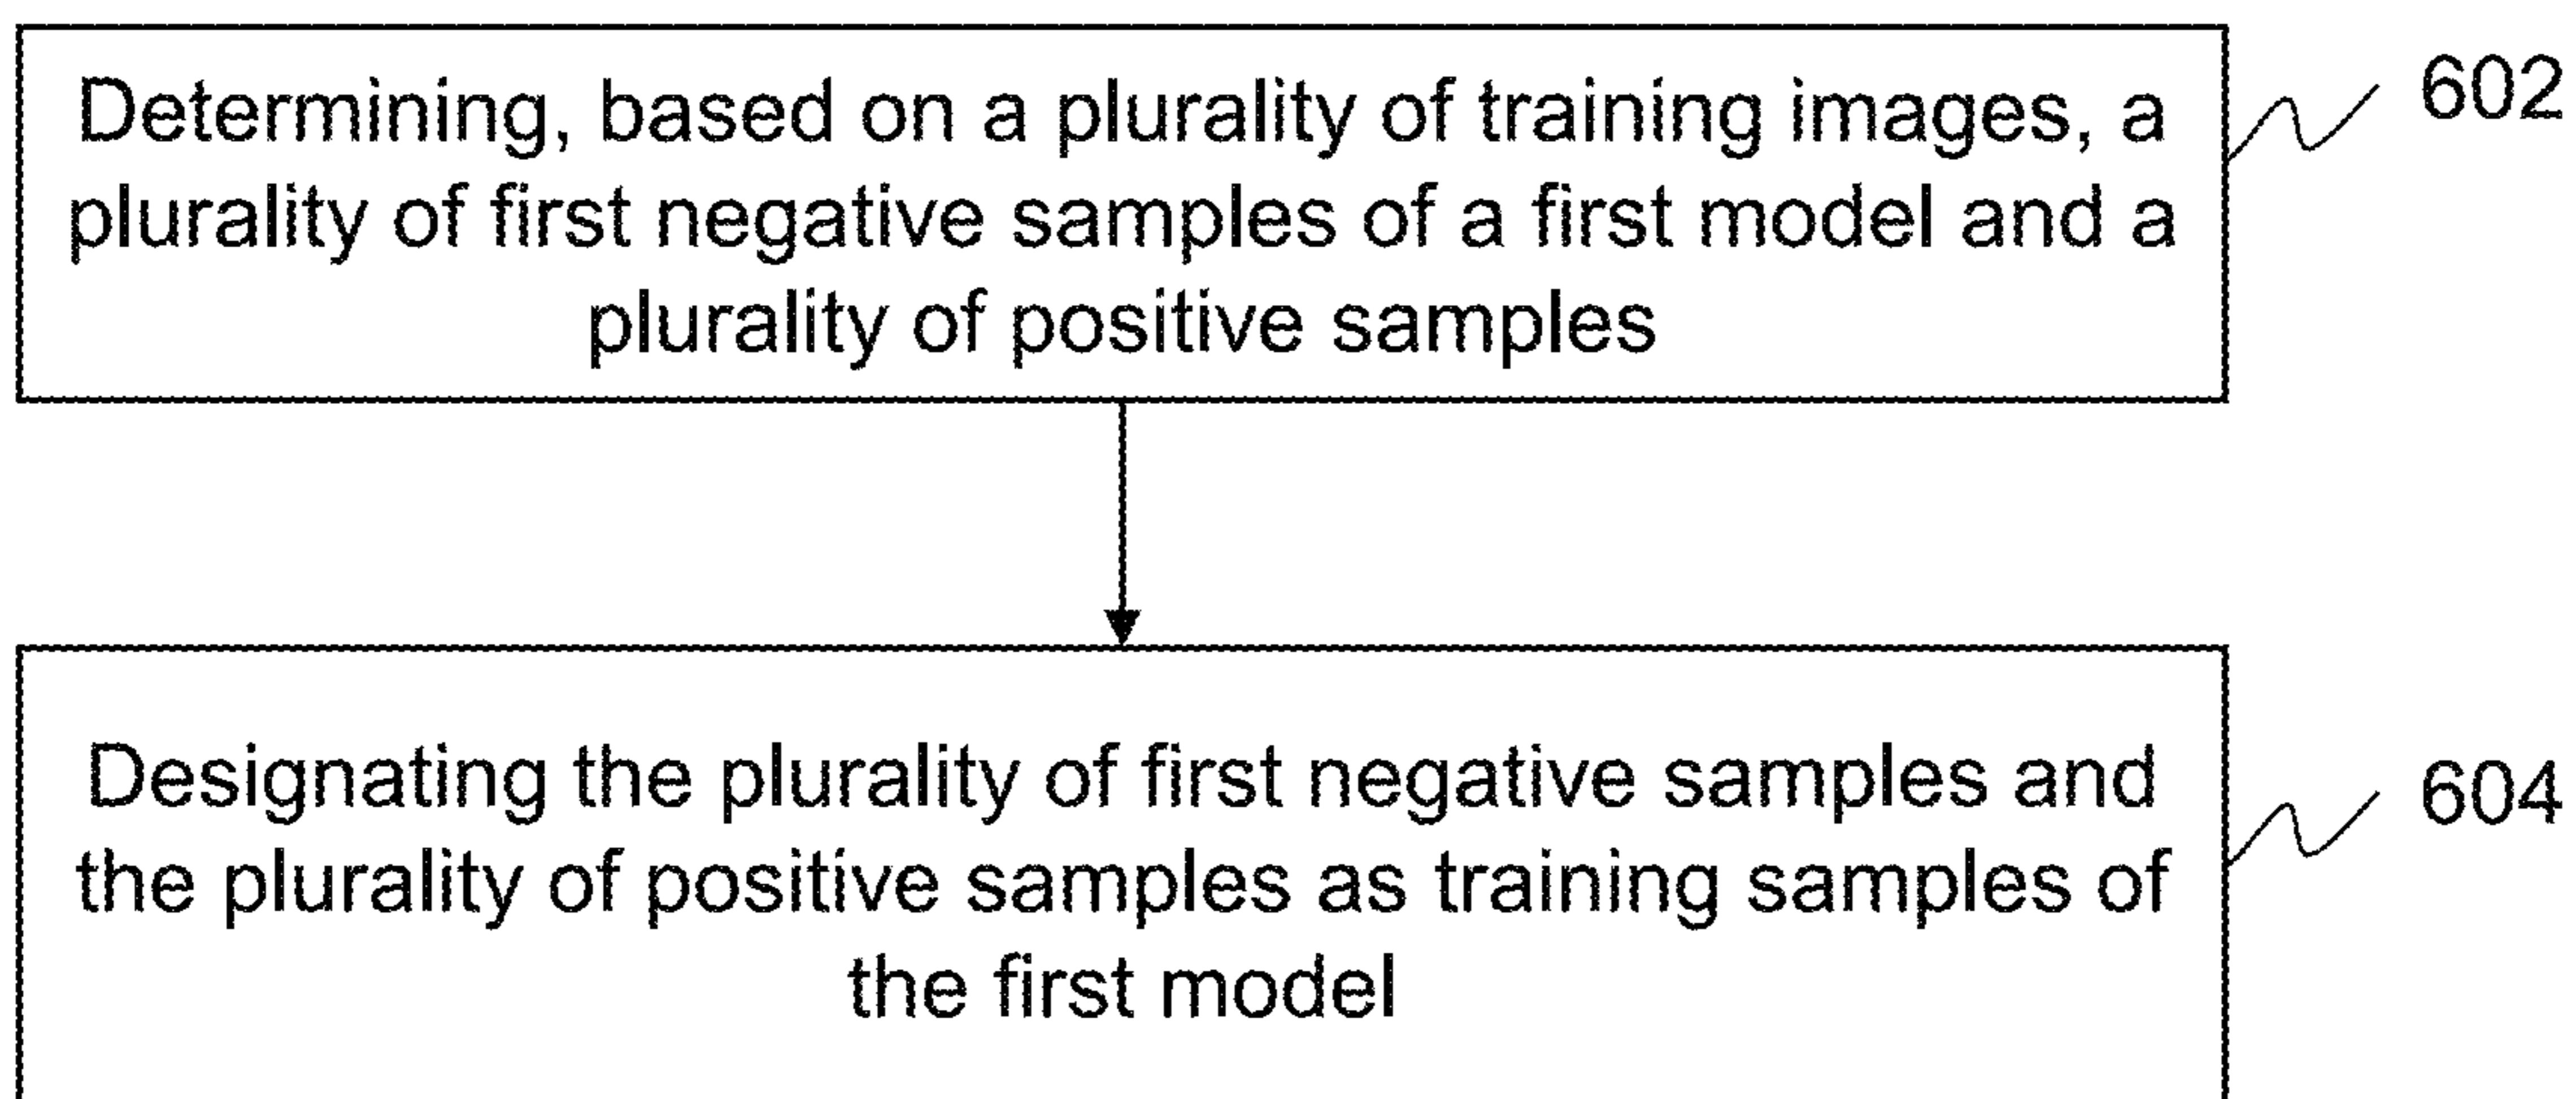 Determining, based on a plurality of training images, a
plurality of first negative samples of a first model and a
plurality of positive samples
602
Designating the plurality of first negative samples and
the plurality of positive samples as training samples of
the first model
604